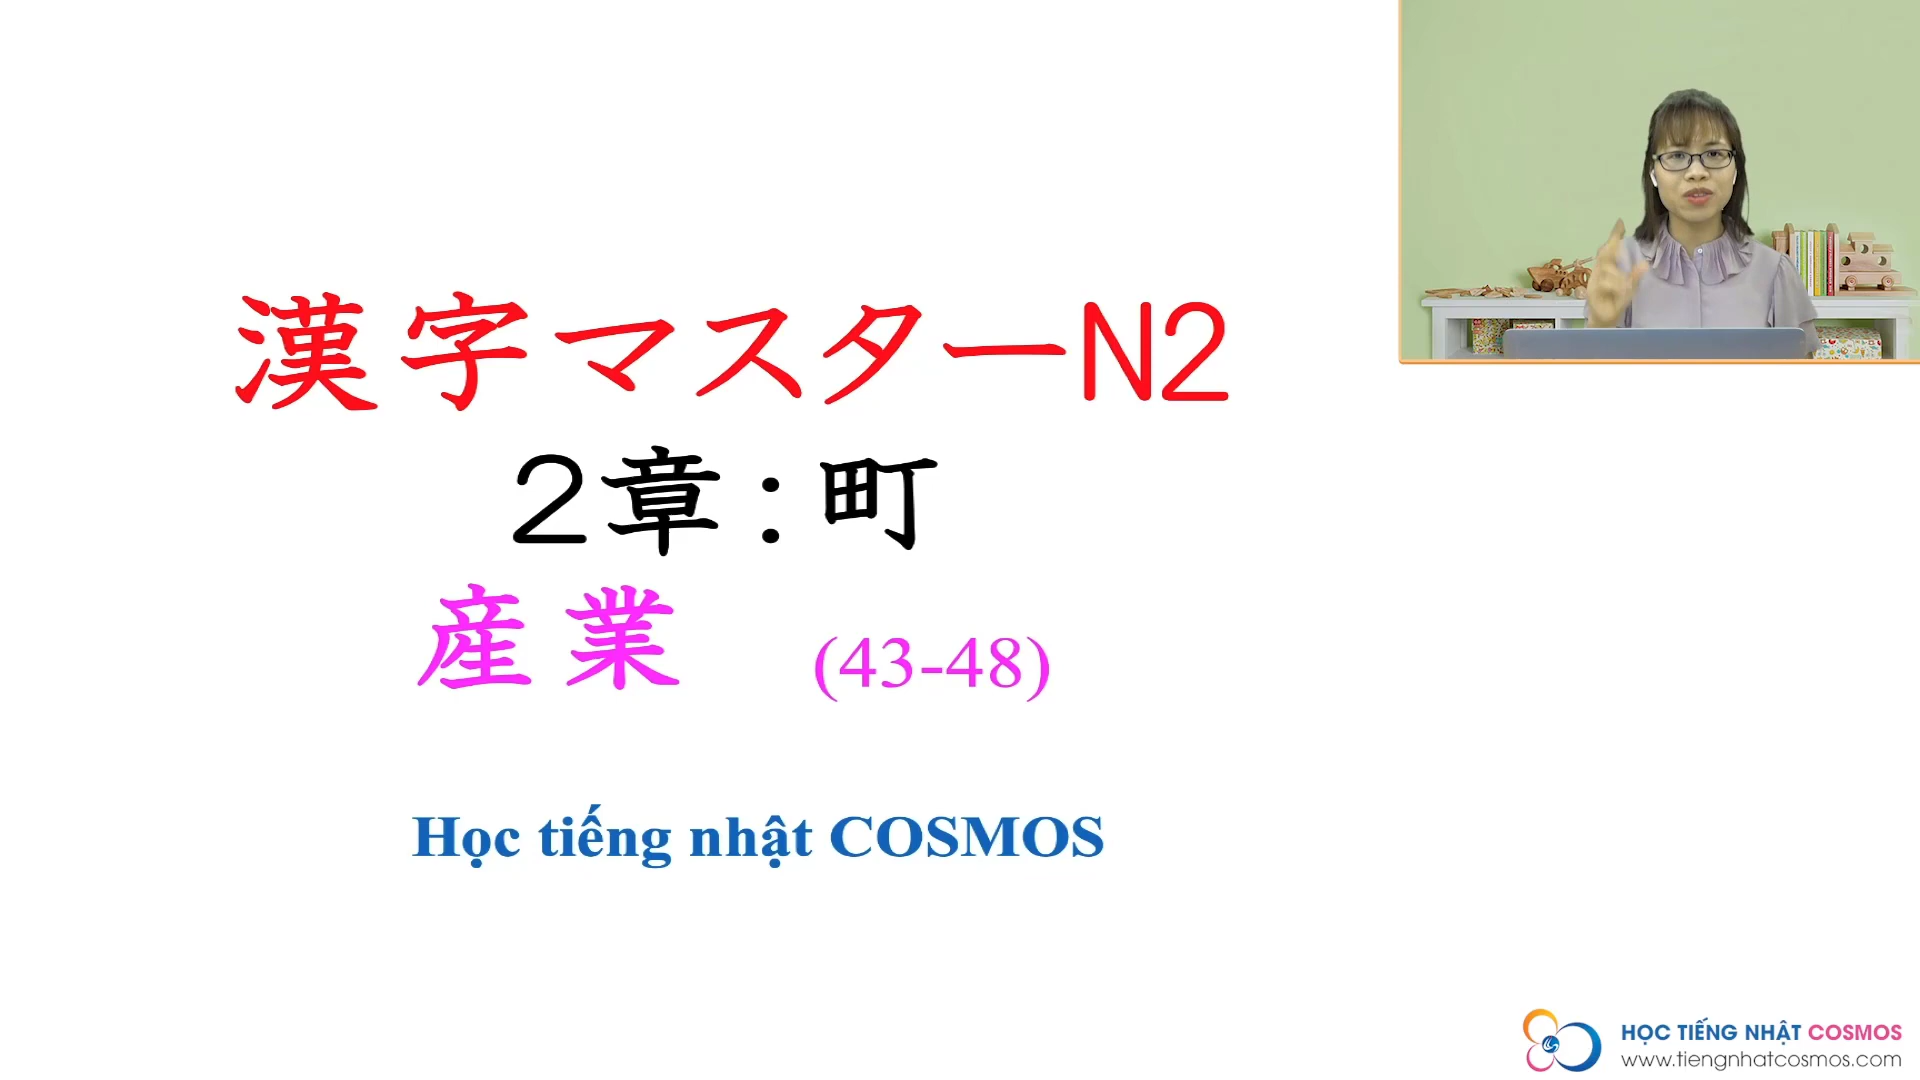 漢字マスターN2
2章:町
産業 (43-48)
Học tiếng nhật COSMOS
HỌC TIẾNG NHẬT COSMOS
www.tiengnhatcosmos.com